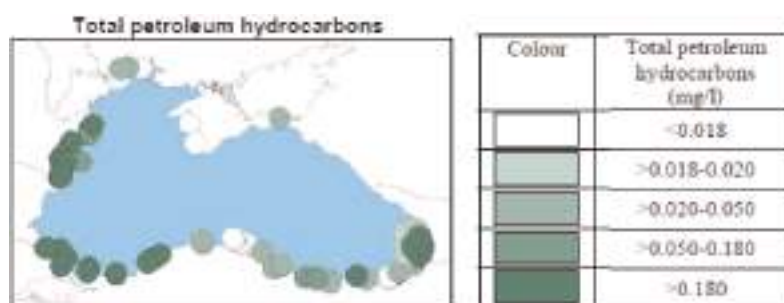 Total petroleum hydrocarbons
Colour
Total petroleum
hydrocarbons
(mg/l)
<0.018
>0.018-0.020
>0.020-0.050
>0.050-0.180
>0.180